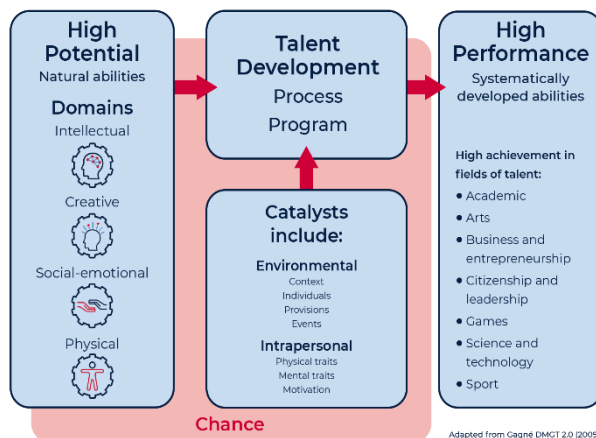 High
Potential
Natural abilities
Domains
Intellectual
Creative
Social-emotional
Physical
Talent
Development
Process
Program
Catalysts
include:
Environmental
Context
Individuals
Provisions
Events
Intrapersonal
Physical traits
Mental traits
Motivation
Chance
High
Performance
Systematically
developed abilities
High achievement in
fields of talent:
• Academic
• Arts
• Business and
entrepreneurship
• Citizenship and
leadership
• Games
• Science and
technology
• Sport
Adapted from Gagné DMGT 2.0 (2009